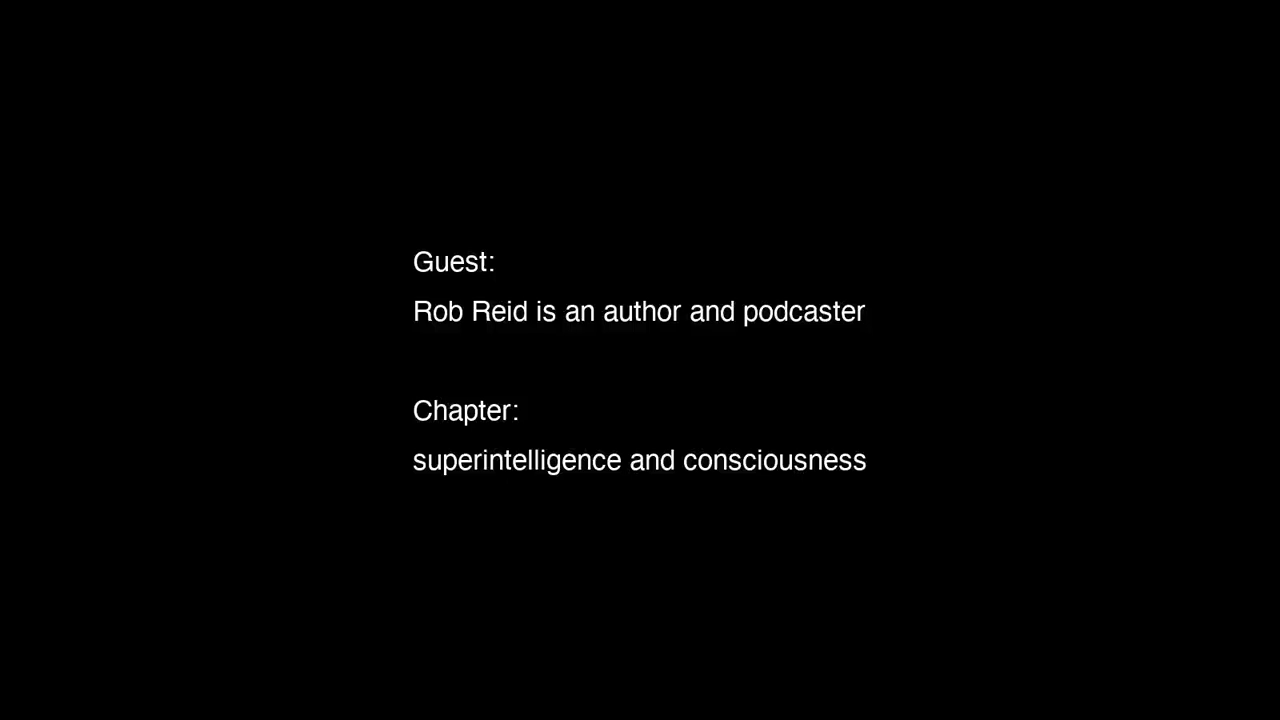 Guest:
Rob Reid is an author and podcaster
Chapter:
superintelligence and consciousness